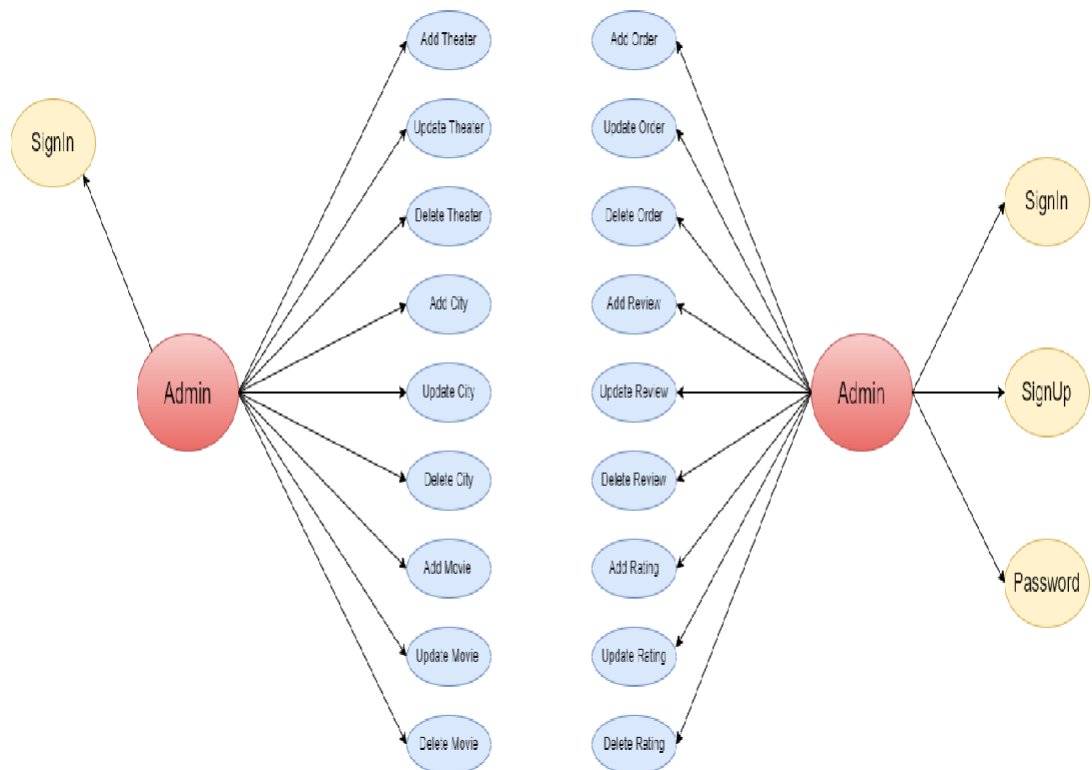 SignIn
Admin
Add Theater
Update Theater
Delete Theater
Add City
Update City
Delete City
Add Movie
Update Movie
Delete Movie
Add Order
Update Order
Delete Order
Add Review
Update Review
Delete Review
Add Rating
Update Rating
Delete Rating
Admin
SignIn
SignUp
Password